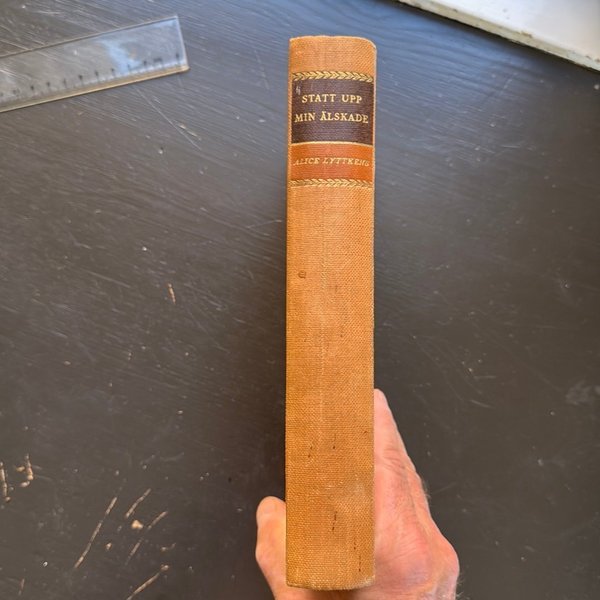 STATT UPP
MIN ÄLSKADE
ALICE LYTTKENS